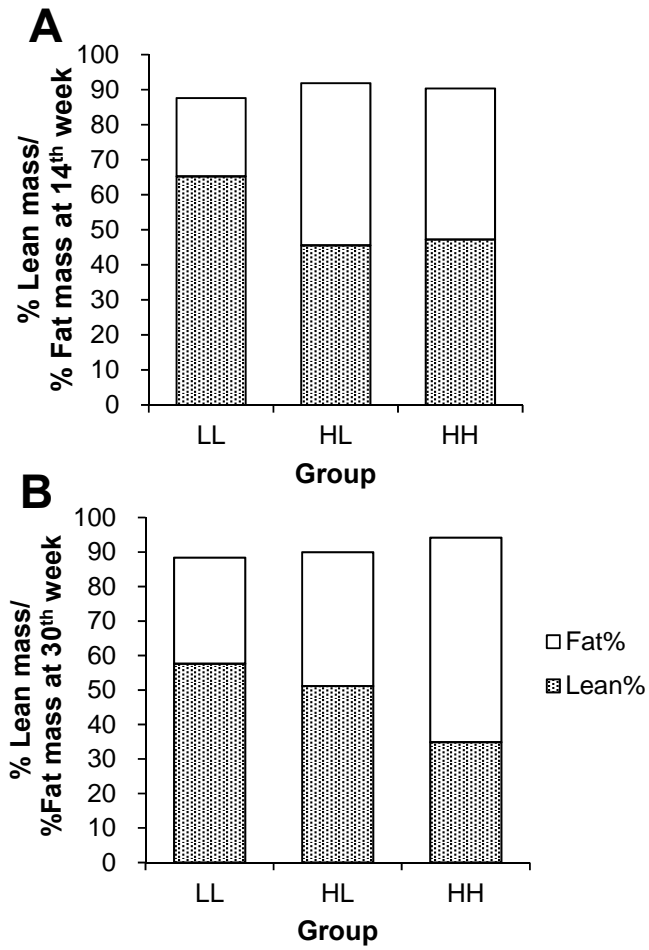 A
% Lean mass/
% Fat mass at 14th week
100
90
80
70
60
50
40
30
20
10
0
LL HL HH
Group
B
% Lean mass/
%Fat mass at 30th week
100
90
80
70
60
50
40
30
20
10
0
LL HL HH
Group
Fat%
Lean%